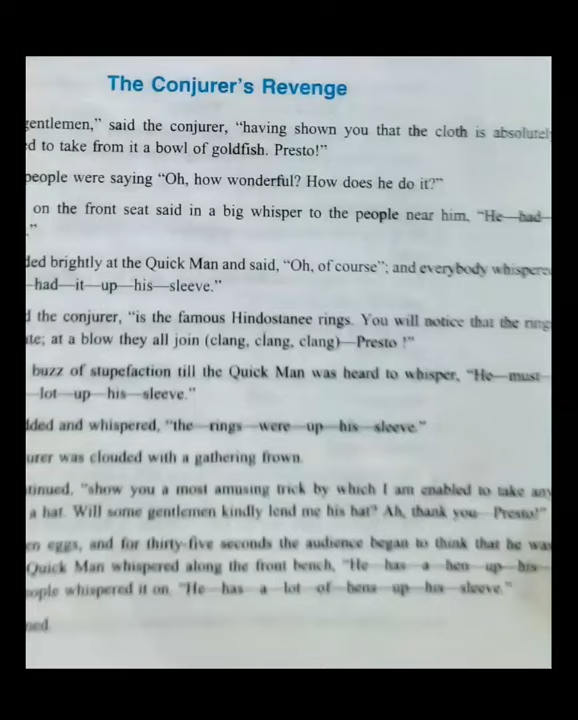 The Conjurer's Revenge
gentlemen," said the conjurer, "having shown you that the cloth is absolutel
d to take from it a bowl of goldfish. Presto!"
people were saying "Oh, how wonderful? How does he do it?"
on the front seat said in a big whisper to the people near him, "He—had—
."
ded brightly at the Quick Man and said, "Oh, of course"; and everybody whispere
—had—it—up—his—sleeve."
d the conjurer, "is the famous Hindostanee rings. You will notice that the ring
te; at a blow they all join (clang, clang, clang)—Presto !"
buzz of stupefaction till the Quick Man was heard to whisper, "He—must—
—lot—up—his—sleeve."
dded and whispered, "the—rings—were—up—his—sleeve."
urer was clouded with a gathering frown.
tinued, "show you a most amusing trick by which I am enabled to take any
a hat. Will some gentlemen kindly lend me his hat? Ah, thank you—Presto!"
en eggs, and for thirty-five seconds the audience began to think that he was
Quick Man whispered along the front bench, "He—has—a—hen—up—his—
eople whispered it on. "He—has—a—lot—of—hens—up—his—sleeve."
ned.